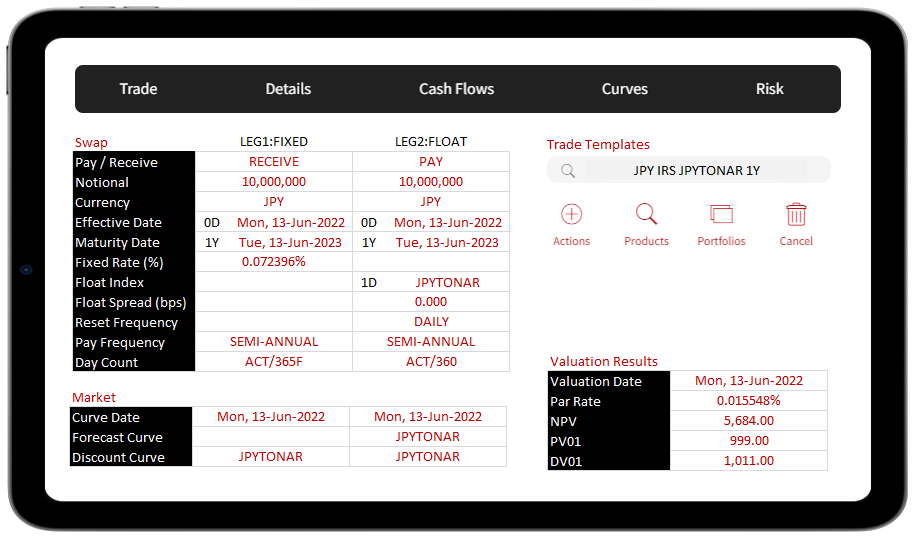 Trade Details Cash Flows Curves Risk
Swap LEG1:FIXED LEG2:FLOAT
Pay / Receive RECEIVE PAY
Notional 10,000,000 10,000,000
Currency JPY JPY
Effective Date 0D Mon, 13-Jun-2022 0D Mon, 13-Jun-2022
Maturity Date 1Y Tue, 13-Jun-2023 1Y Tue, 13-Jun-2023
Fixed Rate (%) 0.072396%
Float Index 1D JPYTONAR
Float Spread (bps) 0.000
Reset Frequency DAILY
Pay Frequency SEMI-ANNUAL SEMI-ANNUAL
Day Count ACT/365F ACT/360
Market
Curve Date Mon, 13-Jun-2022 Mon, 13-Jun-2022
Forecast Curve JPYTONAR
Discount Curve JPYTONAR JPYTONAR
Trade Templates
JPY IRS JPYTONAR 1Y
Actions Products Portfolios Cancel
Valuation Results
Valuation Date Mon, 13-Jun-2022
Par Rate 0.015548%
NPV 5,684.00
PV01 999.00
DV01 1,011.00